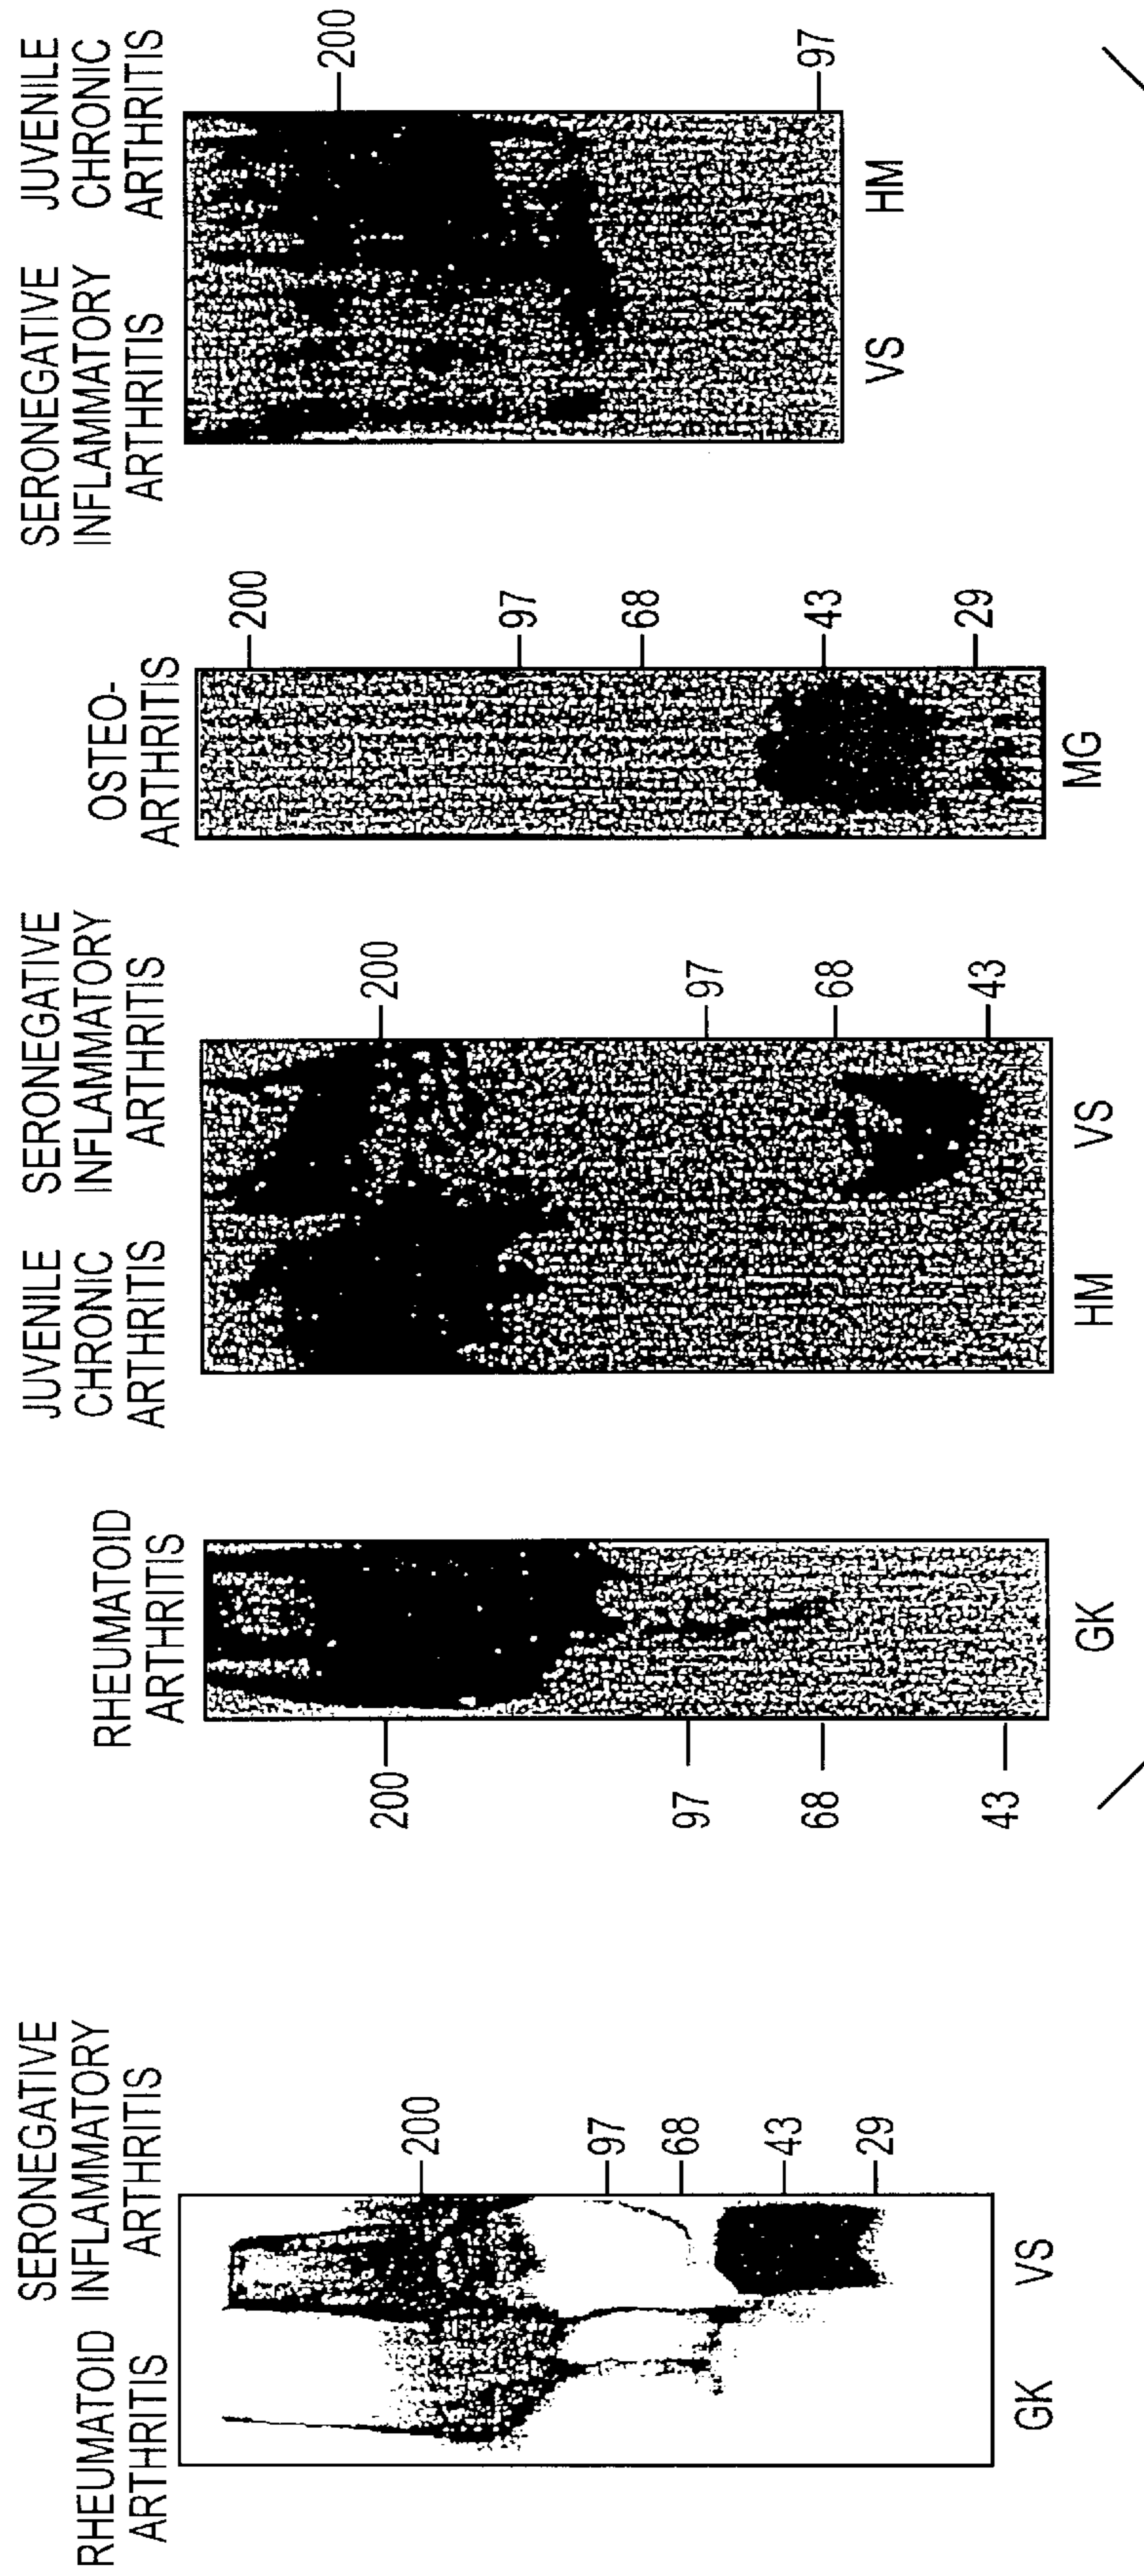 RHEUMATOID
ARTHRITIS
SERONEGATIVE
INFLAMMATORY
ARTHRITIS
200
97
68
43
29
GK
VS
RHEUMATOID
ARTHRITIS
200
97
68
43
GK
JUVENILE
CHRONIC
ARTHRITIS
SERONEGATIVE
INFLAMMATORY
ARTHRITIS
200
97
68
43
HM
VS
OSTEO-
ARTHRITIS
200
97
68
43
29
MG
SERONEGATIVE
INFLAMMATORY
ARTHRITIS
JUVENILE
CHRONIC
ARTHRITIS
200
97
VS
HM